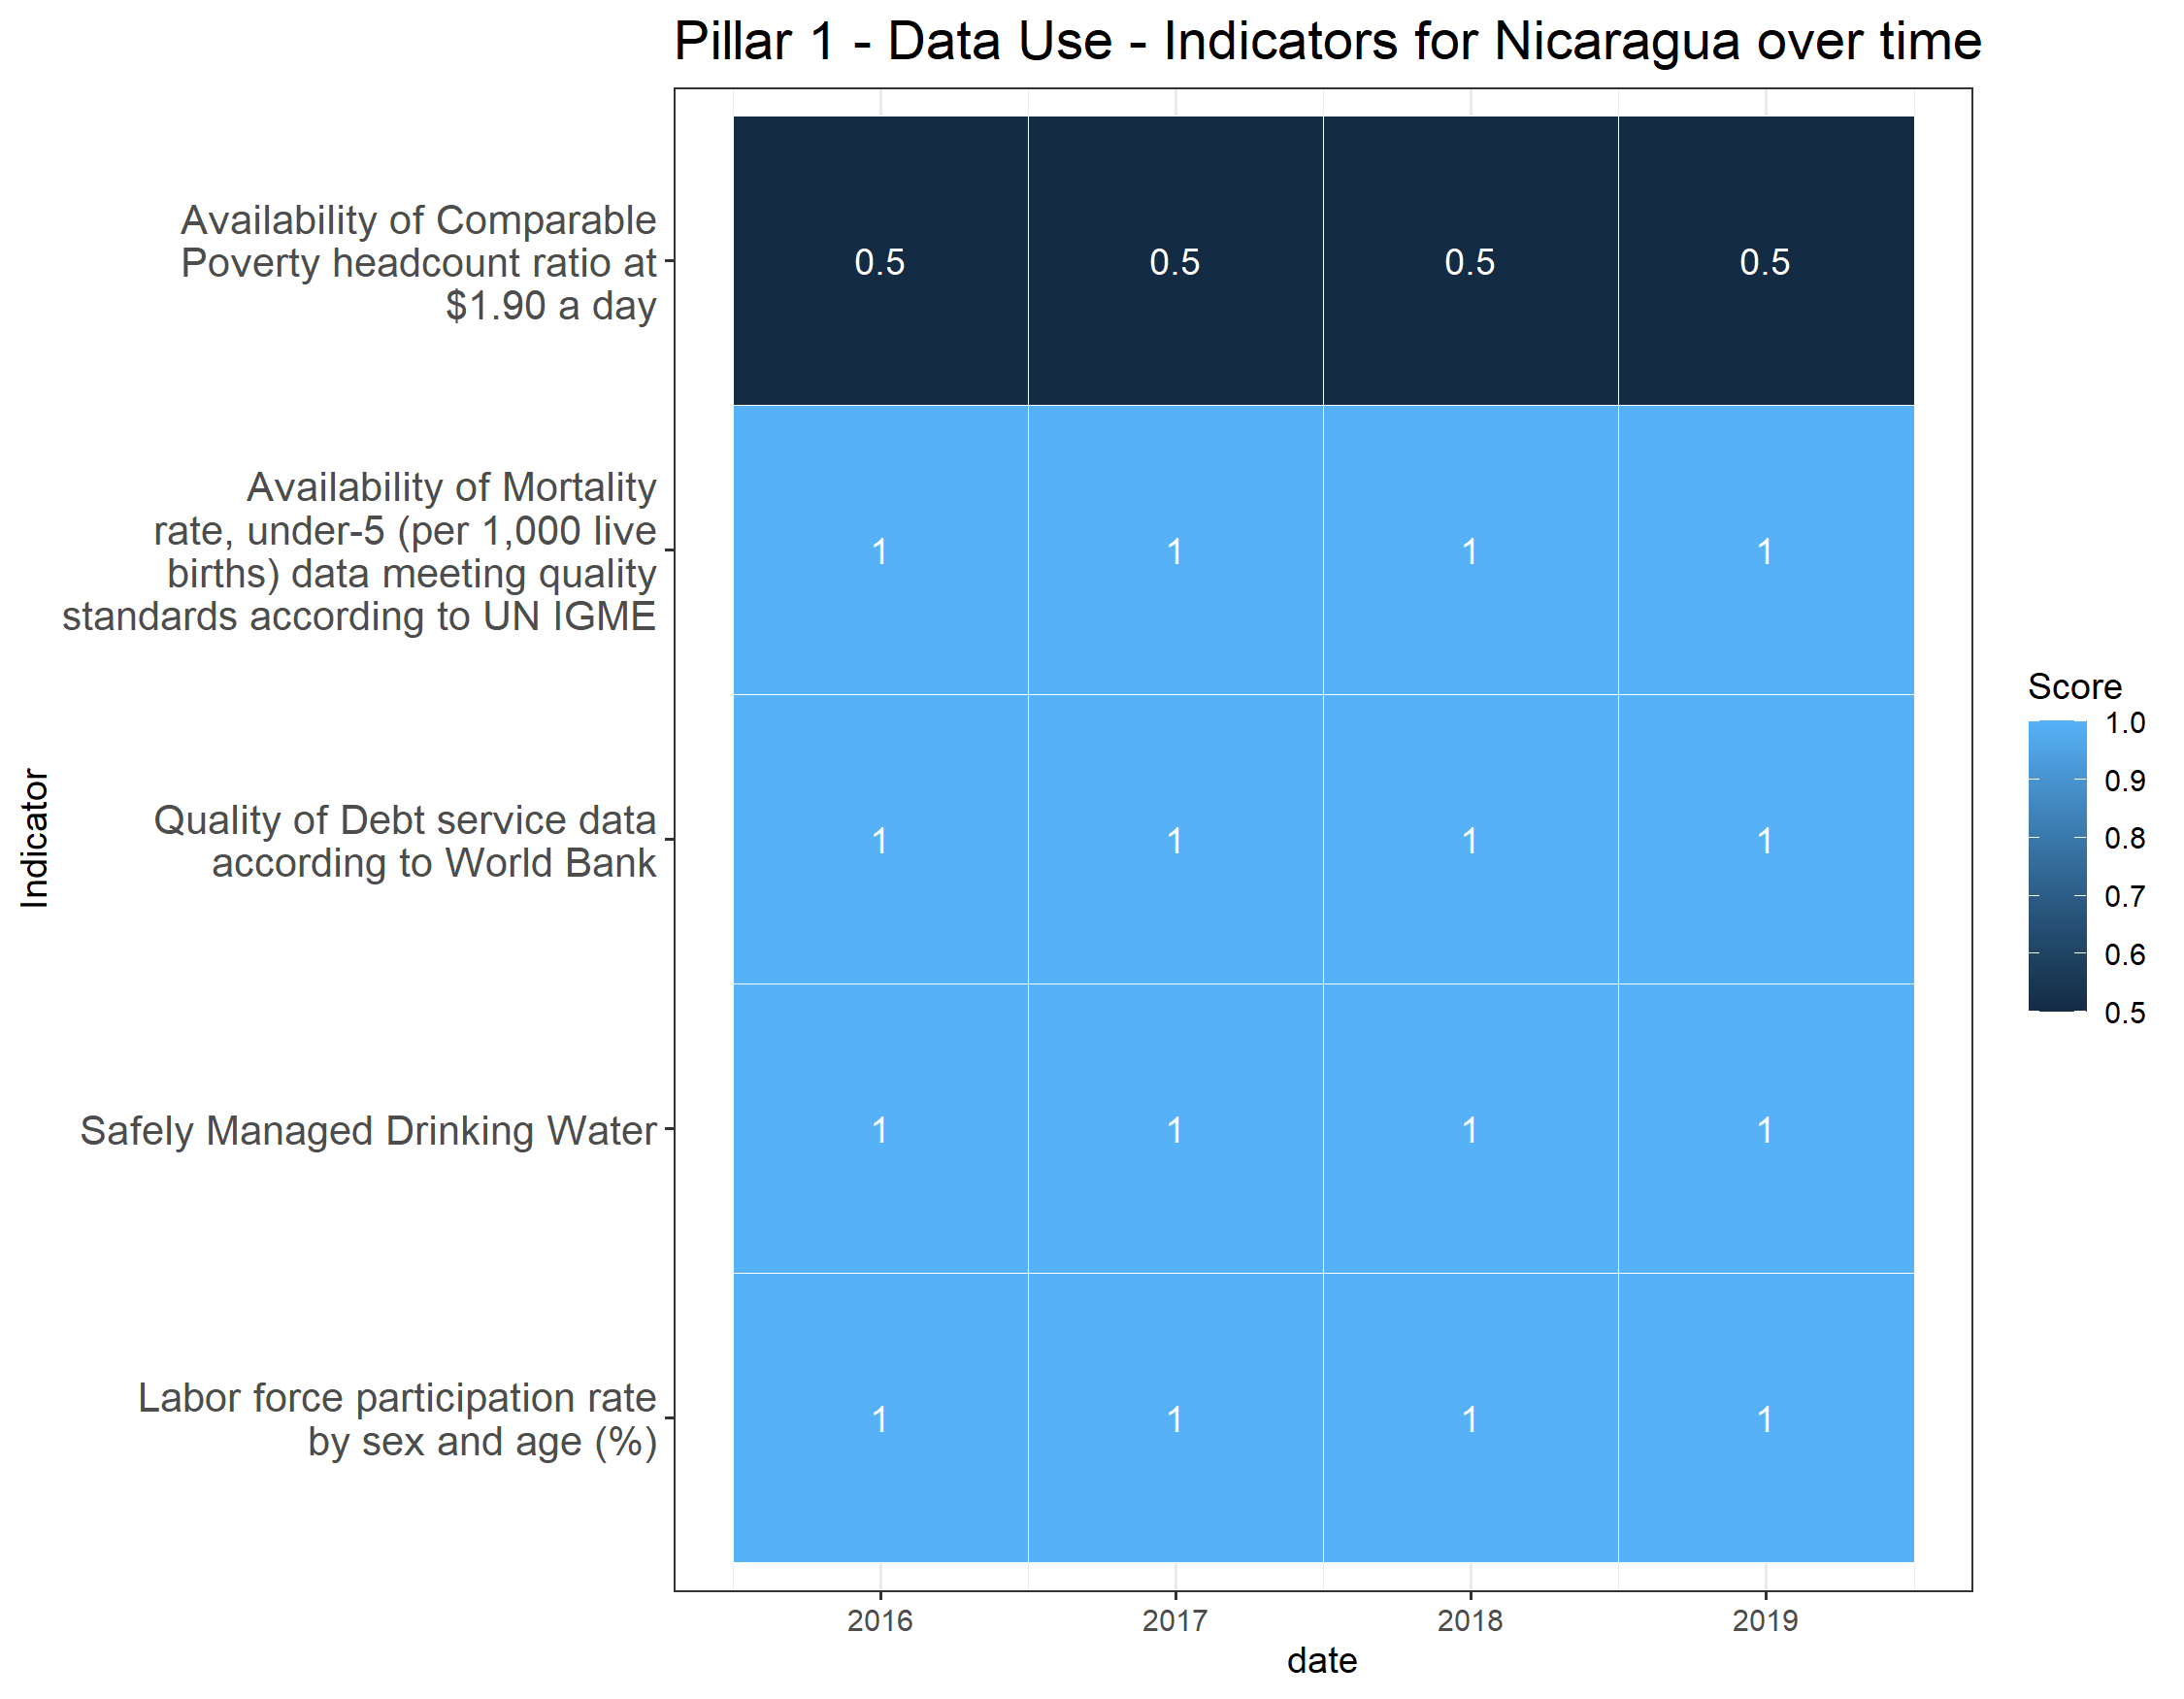 Pillar 1 - Data Use - Indicators for Nicaragua over time
Availability of Comparable
Poverty headcount ratio at
$1.90 a day
0.5 0.5 0.5 0.5
Availability of Mortality
rate, under-5 (per 1,000 live
births) data meeting quality
standards according to UN IGME
1 1 1 1
Quality of Debt service data
according to World Bank
1 1 1 1
Safely Managed Drinking Water
1 1 1 1
Labor force participation rate
by sex and age (%)
1 1 1 1
Indicator
2016 2017 2018 2019
date
Score
1.0
0.9
0.8
0.7
0.6
0.5